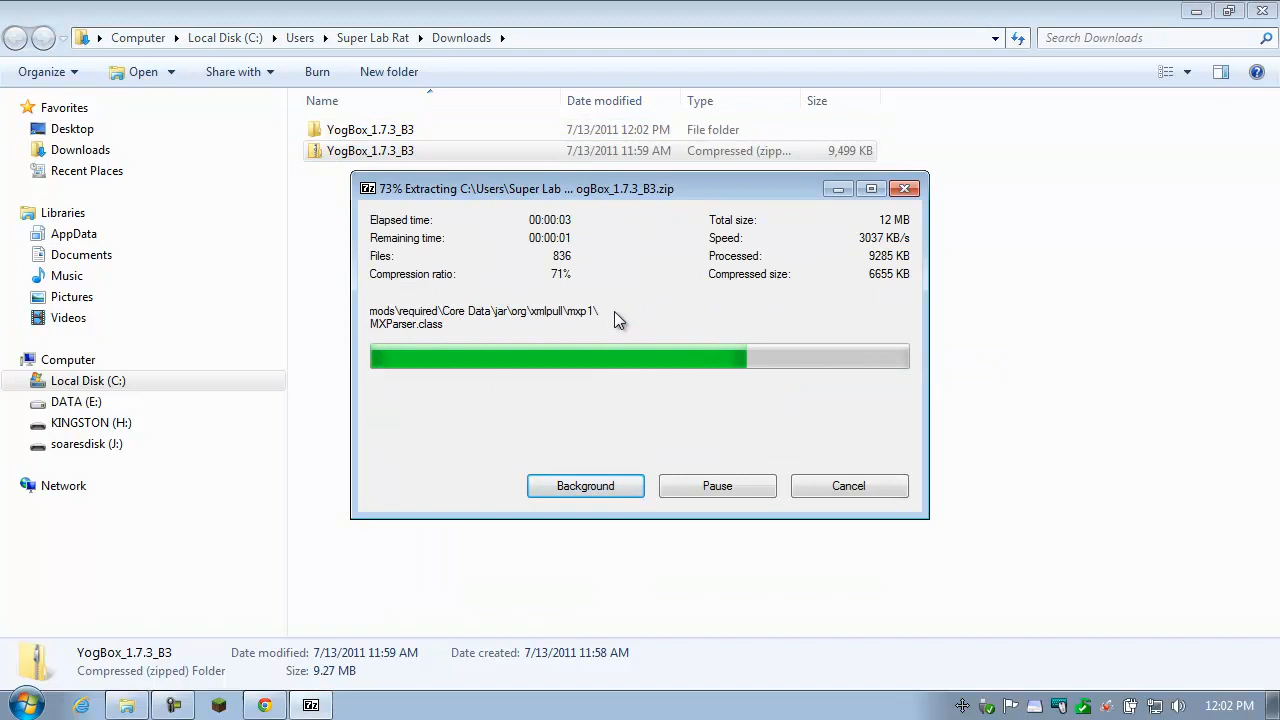 Computer Local Disk (C:) Users Super Lab Rat Downloads Search Downloads
Organize Open Share with Burn New folder
Favorites
Desktop
Downloads
Recent Places
Libraries
AppData
Documents
Music
Pictures
Videos
Computer
Local Disk (C:)
DATA (E:)
KINGSTON (H:)
soaresdisk (J:)
Network
Name Date modified Type Size
YogBox_1.7.3_B3 7/13/2011 12:02 PM File folder
YogBox_1.7.3_B3 7/13/2011 11:59 AM Compressed (zipp... 9,499 KB
7z 73% Extracting C:\Users\Super Lab ... ogBox_1.7.3_B3.zip
Elapsed time: 00:00:03 Total size: 12 MB
Remaining time: 00:00:01 Speed: 3037 KB/s
Files: 836 Processed: 9285 KB
Compression ratio: 71% Compressed size: 6655 KB
mods\required\Core Data\jar\org\xmlpull\mxp1\
MXParser.class
Background Pause Cancel
YogBox_1.7.3_B3 Date modified: 7/13/2011 11:59 AM Date created: 7/13/2011 11:58 AM
Compressed (zipped) Folder Size: 9.27 MB
7z 12:02 PM